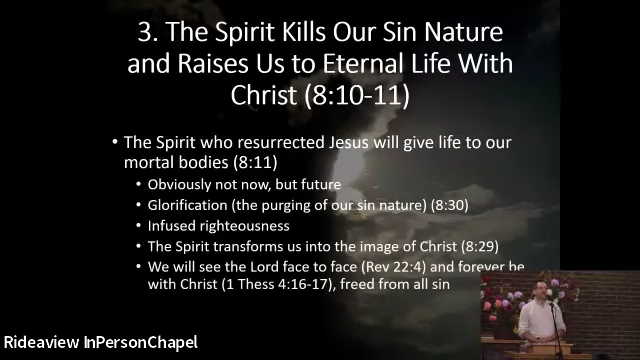 3. The Spirit Kills Our Sin Nature
and Raises Us to Eternal Life With
Christ (8:10-11)
• The Spirit who resurrected Jesus will give life to our
mortal bodies (8:11)
• Obviously not now, but future
• Glorification (the purging of our sin nature) (8:30)
• Infused righteousness
• The Spirit transforms us into the image of Christ (8:29)
• We will see the Lord face to face (Rev 22:4) and forever be
with Christ (1 Thess 4:16-17), freed from all sin
Rideaview InPersonChapel